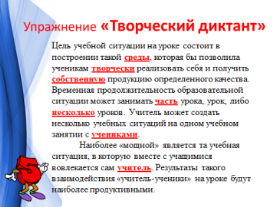 Упражнение «Творческий диктант»
Цель учебной ситуации на уроке состоит в
построении такой среды, которая бы позволила
ученикам творчески реализовать себя и получить
собственную продукцию определенного качества.
Временная продолжительность образовательной
ситуации может занимать часть урока, урок, либо
несколько уроков. Учитель может создать
несколько учебных ситуаций на одном учебном
занятии с учениками.
Наиболее «мощной» является та учебная
ситуация, в которую вместе с учащимися
вовлекается сам учитель. Результаты такого
взаимодействия «учитель-ученики» на уроке будут
наиболее продуктивными.